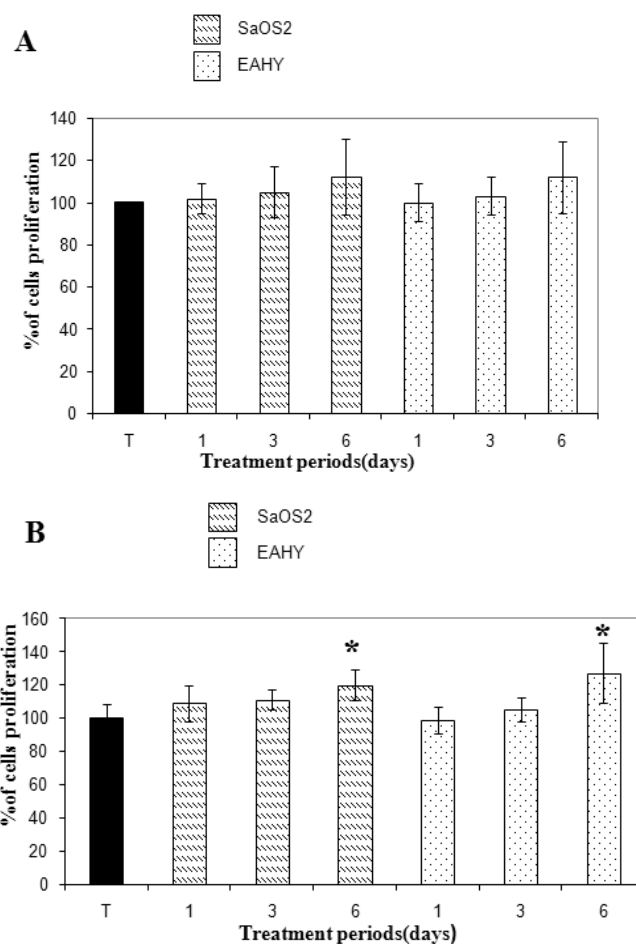 A
SaOS2
EAHY
140
120
100
80
60
40
20
0
%of cells proliferation
T 1 3 6 1 3 6
Treatment periods(days)
B
SaOS2
EAHY
160
140
120
100
80
60
40
20
0
%of cells proliferation
* *
T 1 3 6 1 3 6
Treatment periods(days)